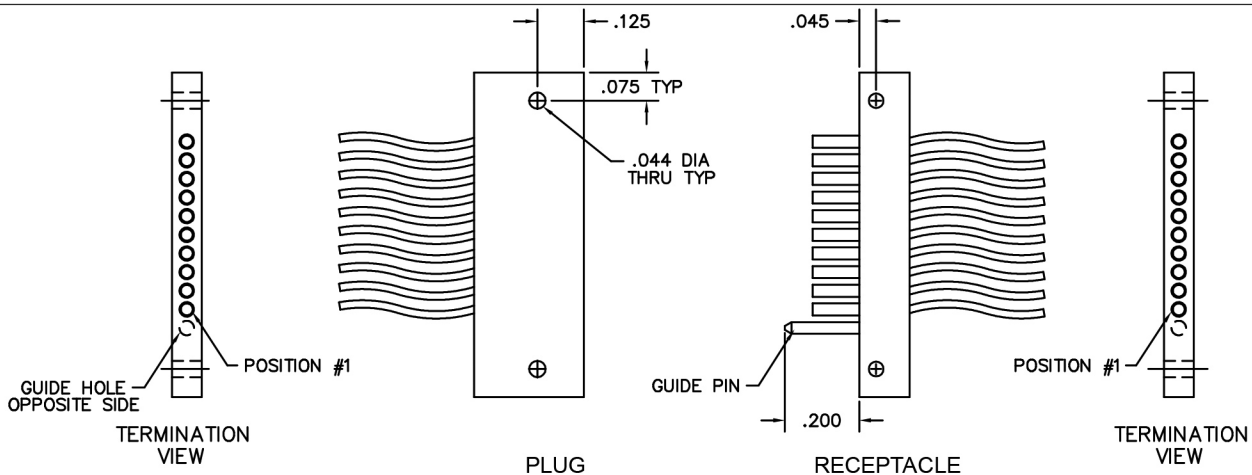 .125
.045
.075 TYP
.044 DIA
THRU TYP
POSITION #1
GUIDE HOLE
OPPOSITE SIDE
TERMINATION
VIEW
PLUG
GUIDE PIN
.200
RECEPTACLE
POSITION #1
TERMINATION
VIEW